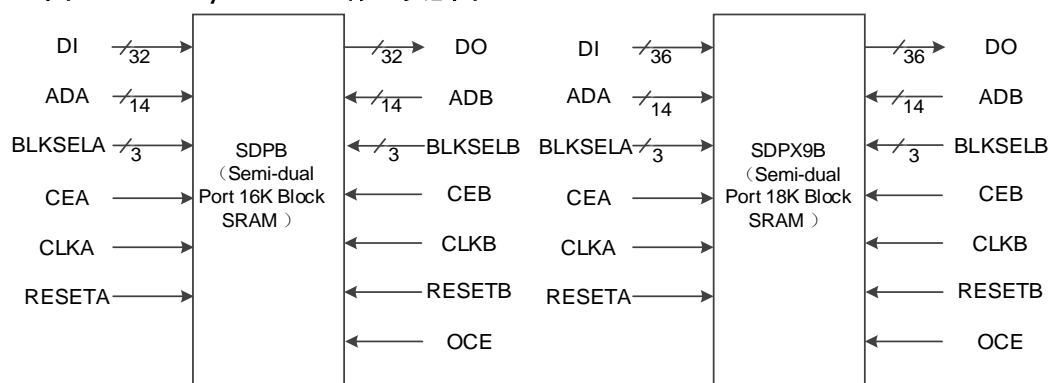 DI 32 32 DO DI 36 36 DO
ADA 14 14 ADB ADA 14 14 ADB
BLKSELA 3 3 BLKSELB BLKSELA 3 3 BLKSELB
SDPB SDPX9B
（Semi-dual （Semi-dual
CEA Port 16K Block CEB CEA Port 18K Block CEB
SRAM ） SRAM ）
CLKA CLKB CLKA CLKB
RESETA RESETB RESETA RESETB
OCE OCE